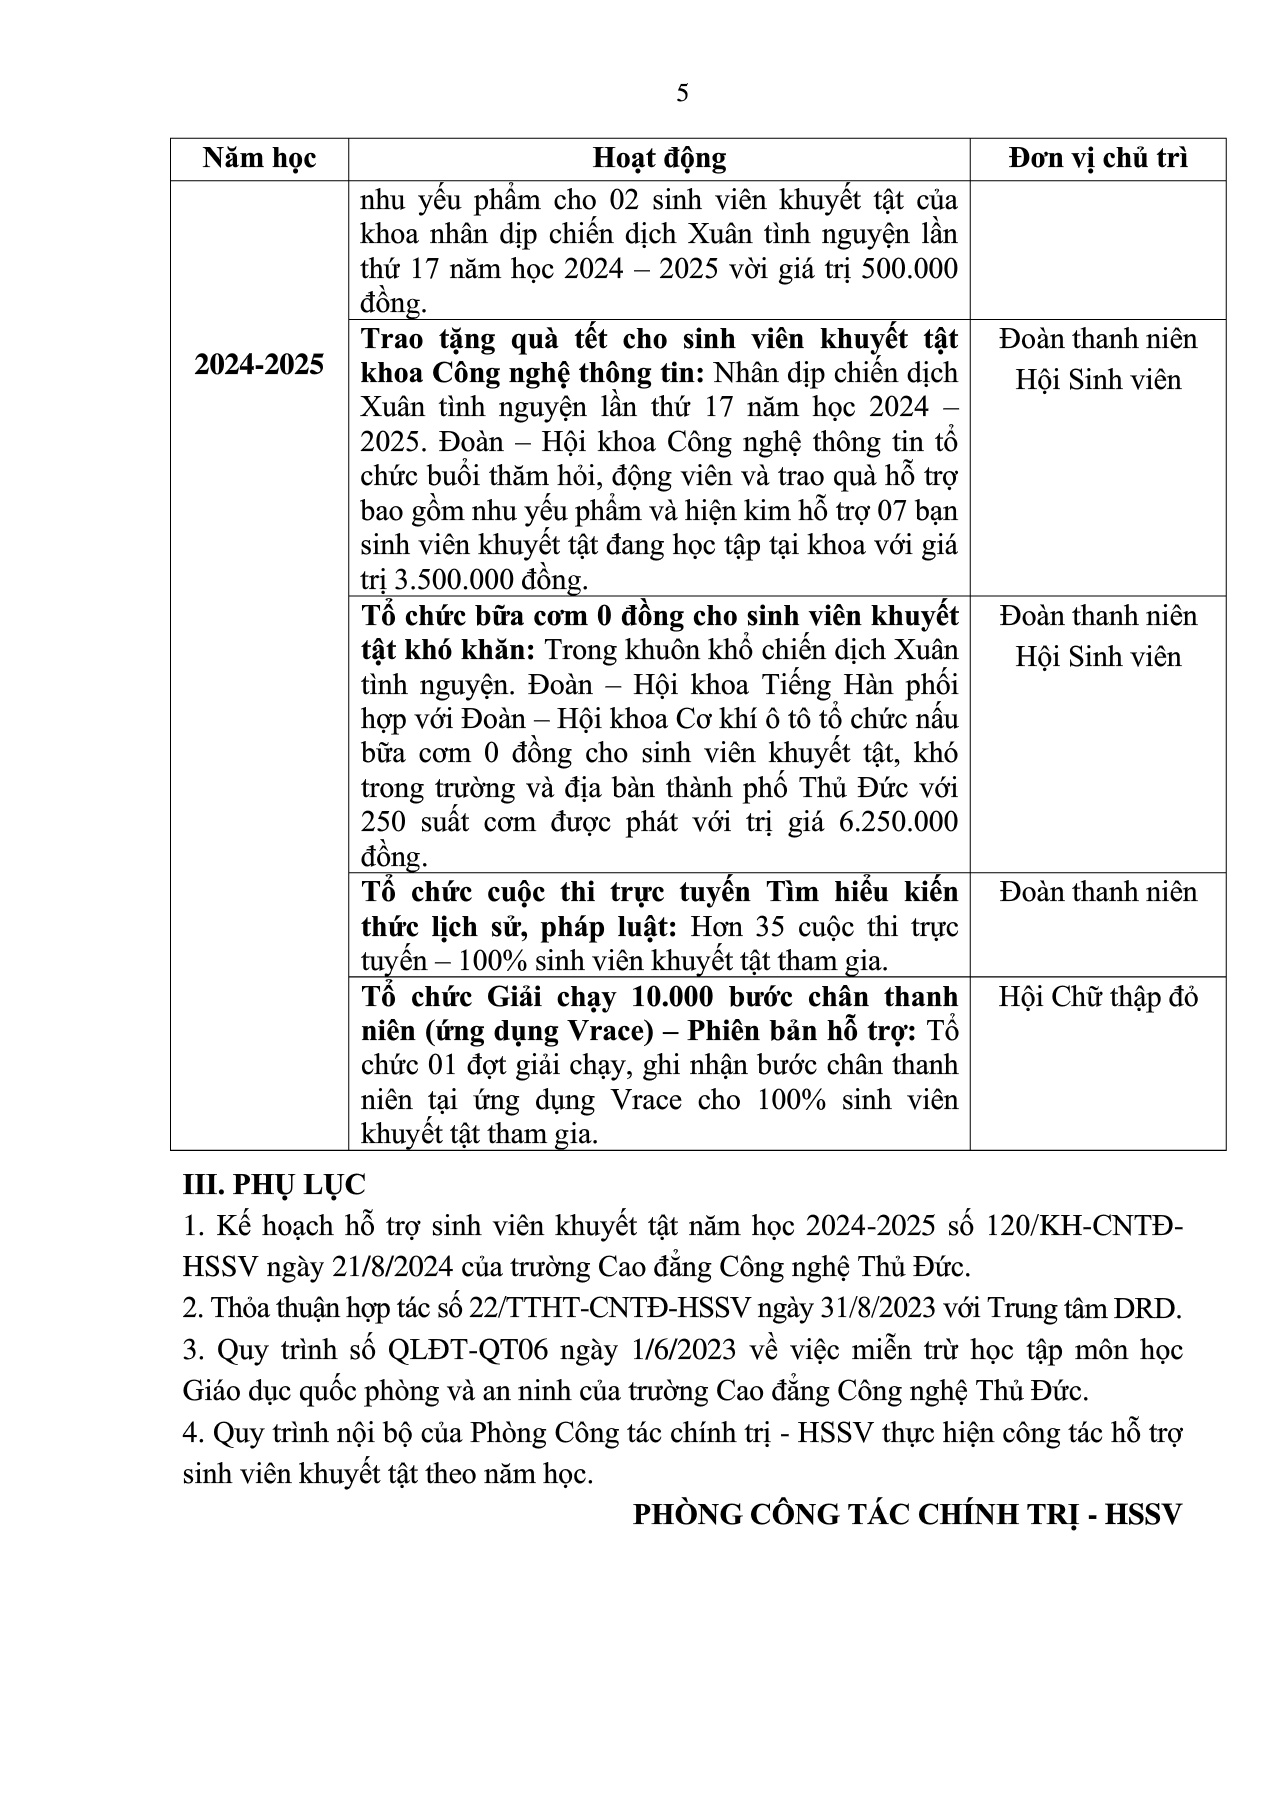 5
Năm học Hoạt động Đơn vị chủ trì
nhu yếu phẩm cho 02 sinh viên khuyết tật của
khoa nhân dịp chiến dịch Xuân tình nguyện lần
thứ 17 năm học 2024 – 2025 vời giá trị 500.000
đồng.
2024-2025
Trao tặng quà tết cho sinh viên khuyết tật
khoa Công nghệ thông tin: Nhân dịp chiến dịch
Xuân tình nguyện lần thứ 17 năm học 2024 –
2025. Đoàn – Hội khoa Công nghệ thông tin tổ
chức buổi thăm hỏi, động viên và trao quà hỗ trợ
bao gồm nhu yếu phẩm và hiện kim hỗ trợ 07 bạn
sinh viên khuyết tật đang học tập tại khoa với giá
trị 3.500.000 đồng.
Đoàn thanh niên
Hội Sinh viên
Tổ chức bữa cơm 0 đồng cho sinh viên khuyết
tật khó khăn: Trong khuôn khổ chiến dịch Xuân
tình nguyện. Đoàn – Hội khoa Tiếng Hàn phối
hợp với Đoàn – Hội khoa Cơ khí ô tô tổ chức nấu
bữa cơm 0 đồng cho sinh viên khuyết tật, khó
trong trường và địa bàn thành phố Thủ Đức với
250 suất cơm được phát với trị giá 6.250.000
đồng.
Đoàn thanh niên
Hội Sinh viên
Tổ chức cuộc thi trực tuyến Tìm hiểu kiến
thức lịch sử, pháp luật: Hơn 35 cuộc thi trực
tuyến – 100% sinh viên khuyết tật tham gia.
Đoàn thanh niên
Tổ chức Giải chạy 10.000 bước chân thanh
niên (ứng dụng Vrace) – Phiên bản hỗ trợ: Tổ
chức 01 đợt giải chạy, ghi nhận bước chân thanh
niên tại ứng dụng Vrace cho 100% sinh viên
khuyết tật tham gia.
Hội Chữ thập đỏ
III. PHỤ LỤC
1. Kế hoạch hỗ trợ sinh viên khuyết tật năm học 2024-2025 số 120/KH-CNTĐ-
HSSV ngày 21/8/2024 của trường Cao đẳng Công nghệ Thủ Đức.
2. Thỏa thuận hợp tác số 22/TTHT-CNTĐ-HSSV ngày 31/8/2023 với Trung tâm DRD.
3. Quy trình số QLĐT-QT06 ngày 1/6/2023 về việc miễn trừ học tập môn học
Giáo dục quốc phòng và an ninh của trường Cao đẳng Công nghệ Thủ Đức.
4. Quy trình nội bộ của Phòng Công tác chính trị - HSSV thực hiện công tác hỗ trợ
sinh viên khuyết tật theo năm học.
PHÒNG CÔNG TÁC CHÍNH TRỊ - HSSV